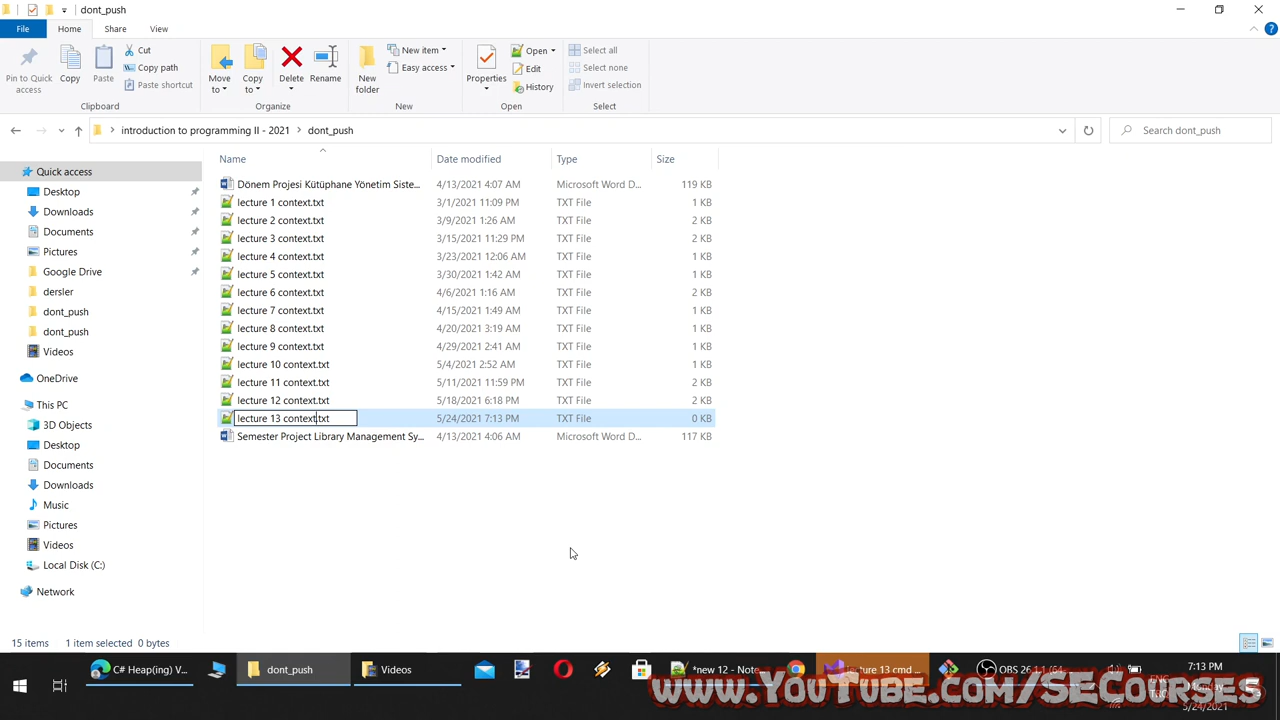 dont_push
File Home Share View
Pin to Quick access
Copy
Paste
Cut
Copy path
Paste shortcut
Clipboard
Move to
Copy to
Delete
Rename
Organize
New folder
New item
Easy access
New
Properties
Open
Edit
History
Open
Select all
Select none
Invert selection
Select
introduction to programming II - 2021 > dont_push
Search dont_push
Quick access
Desktop
Downloads
Documents
Pictures
Google Drive
dersler
dont_push
dont_push
Videos
OneDrive
This PC
3D Objects
Desktop
Documents
Downloads
Music
Pictures
Videos
Local Disk (C:)
Network
Name Date modified Type Size
Dönem Projesi Kütüphane Yönetim Siste... 4/13/2021 4:07 AM Microsoft Word D... 119 KB
lecture 1 context.txt 3/1/2021 11:09 PM TXT File 1 KB
lecture 2 context.txt 3/9/2021 1:26 AM TXT File 2 KB
lecture 3 context.txt 3/15/2021 11:29 PM TXT File 2 KB
lecture 4 context.txt 3/23/2021 12:06 AM TXT File 1 KB
lecture 5 context.txt 3/30/2021 1:42 AM TXT File 1 KB
lecture 6 context.txt 4/6/2021 1:16 AM TXT File 2 KB
lecture 7 context.txt 4/15/2021 1:49 AM TXT File 1 KB
lecture 8 context.txt 4/20/2021 3:19 AM TXT File 1 KB
lecture 9 context.txt 4/29/2021 2:41 AM TXT File 1 KB
lecture 10 context.txt 5/4/2021 2:52 AM TXT File 1 KB
lecture 11 context.txt 5/11/2021 11:59 PM TXT File 2 KB
lecture 12 context.txt 5/18/2021 6:18 PM TXT File 2 KB
lecture 13 context.txt 5/24/2021 7:13 PM TXT File 0 KB
Semester Project Library Management Sy... 4/13/2021 4:06 AM Microsoft Word D... 117 KB
15 items 1 item selected 0 bytes
C# Heap(ing) V...
dont_push
Videos
*new 12 - Note...
lecture 13 cmd ...
OBS 26.1.1 (64...
ENG
7:13 PM
Monday
5/24/2021
www.YouTube.com/SECourses